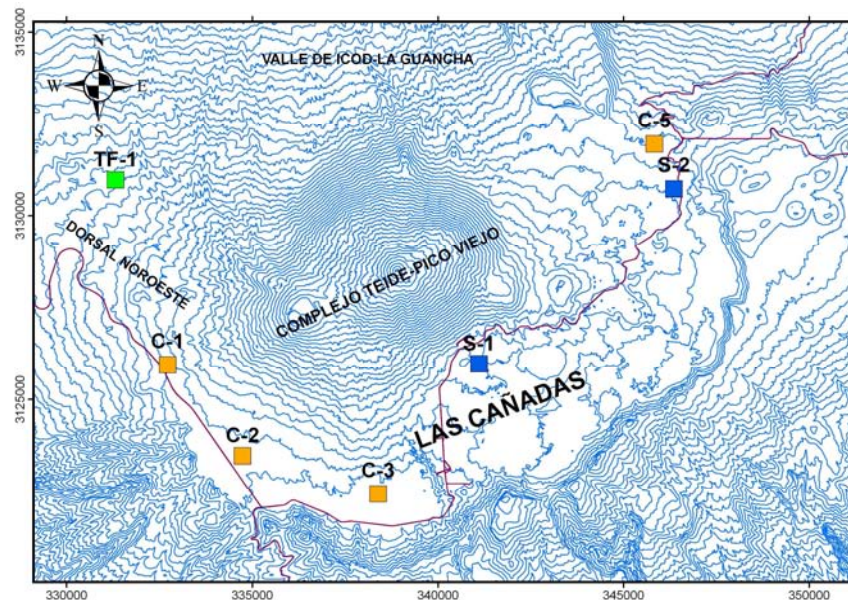 3135000
3130000
3125000
N
W E
S
VALLE DE ICOD-LA GUANCHA
C-5
S-2
TF-1
DORSAL NOROESTE
COMPLEJO TEIDE-PICO VIEJO
C-1
S-1
LAS CAÑADAS
C-2
C-3
330000 335000 340000 345000 350000